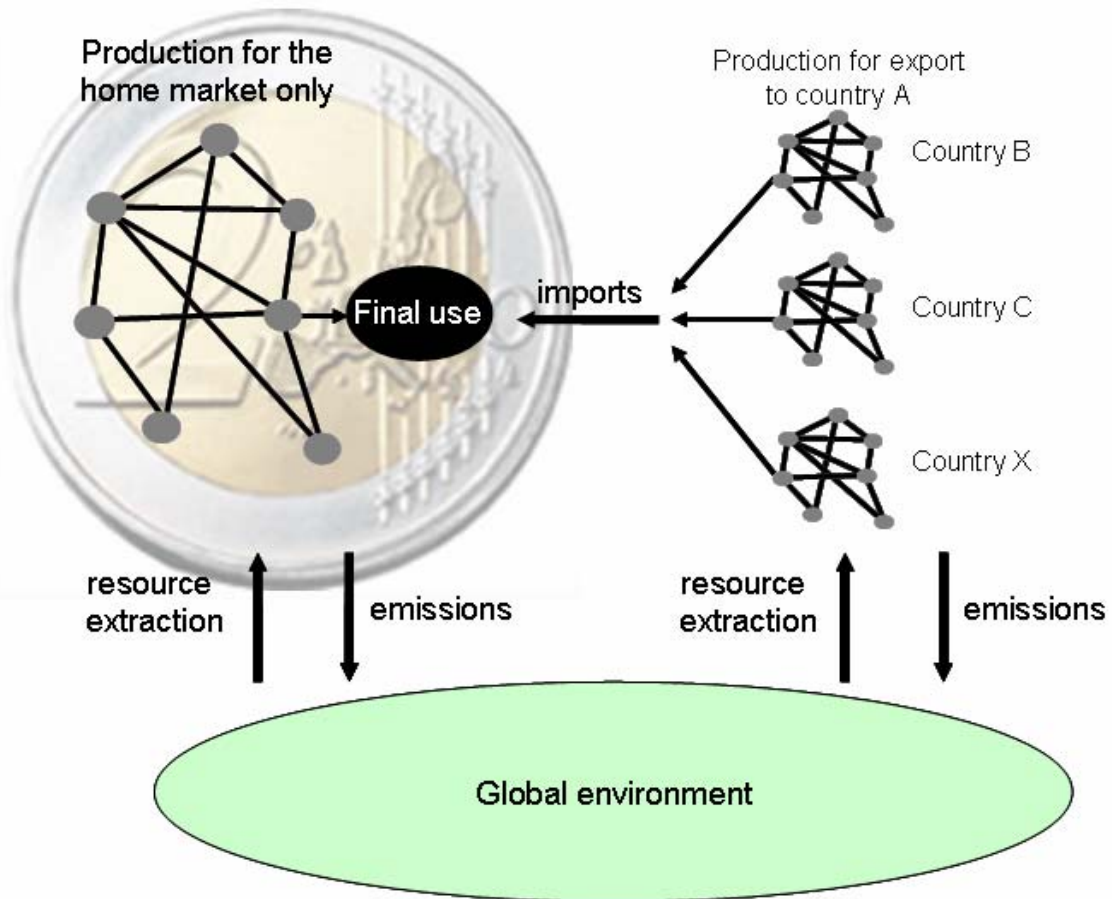 Production for the
home market only
Production for export
to country A
Country B
Final use
imports
Country C
Country X
resource
extraction
emissions
resource
extraction
emissions
Global environment